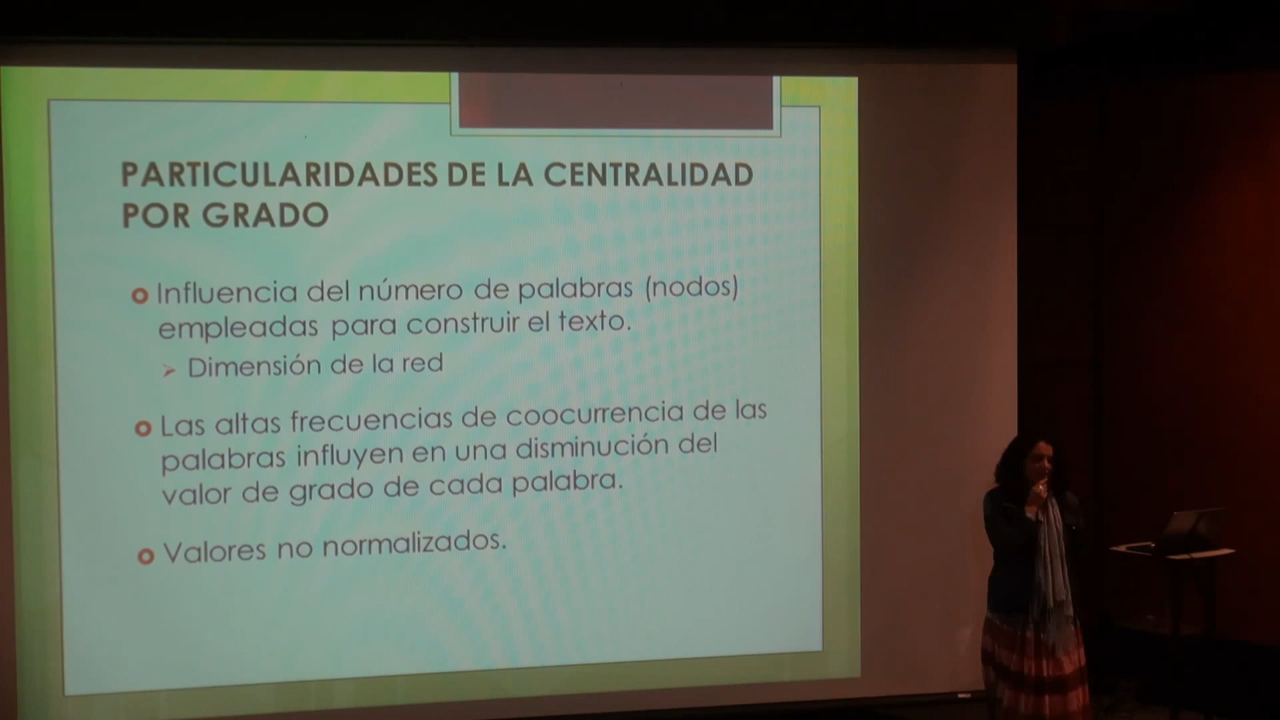 PARTICULARIDADES DE LA CENTRALIDAD
POR GRADO
Influencia del número de palabras (nodos)
empleadas para construir el texto.
Dimensión de la red
Las altas frecuencias de coocurrencia de las
palabras influyen en una disminución del
valor de grado de cada palabra.
Valores no normalizados.